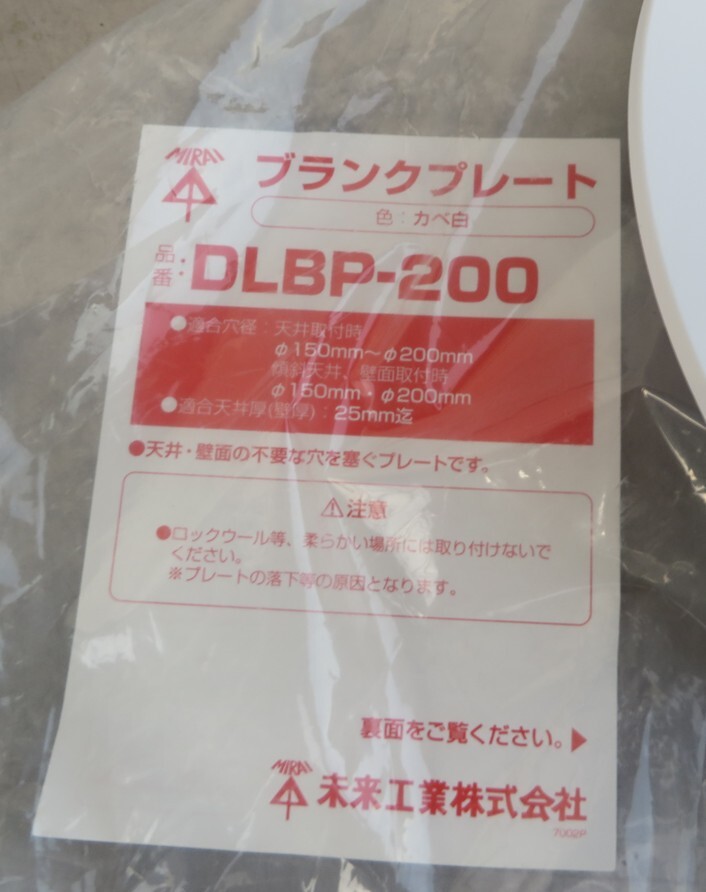 MIRAI
ブランクプレート
色：カベ白
品番：DLBP-200
●適合穴径：天井取付時
φ150mm〜φ200mm
傾斜天井、壁面取付時
φ150mm・φ200mm
●適合天井厚(壁厚)：25mm迄
●天井・壁面の不要な穴を塞ぐプレートです。
⚠注意
●ロックウール等、柔らかい場所には取り付けないで
ください。
※プレートの落下等の原因となります。
裏面をご覧ください。▶
MIRAI
未来工業株式会社
7002P